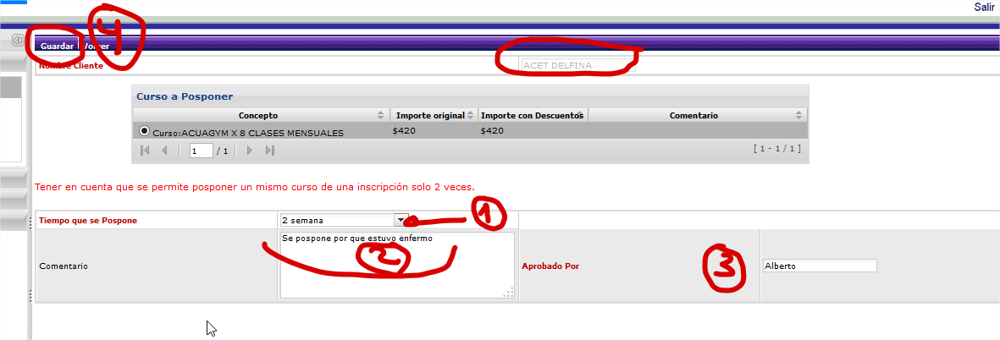 Salir
4
Guardar Volver
Nombre Cliente ACET DELFINA
Curso a Posponer
Concepto Importe original Importe con Descuentos Comentario
Curso:ACUAGYM X 8 CLASES MENSUALES $420 $420
1 / 1 [ 1 - 1 / 1 ]
Tener en cuenta que se permite posponer un mismo curso de una inscripción solo 2 veces.
Tiempo que se Pospone 2 semana 1
Se pospone por que estuvo enfermo
2
Comentario Aprobado Por 3 Alberto